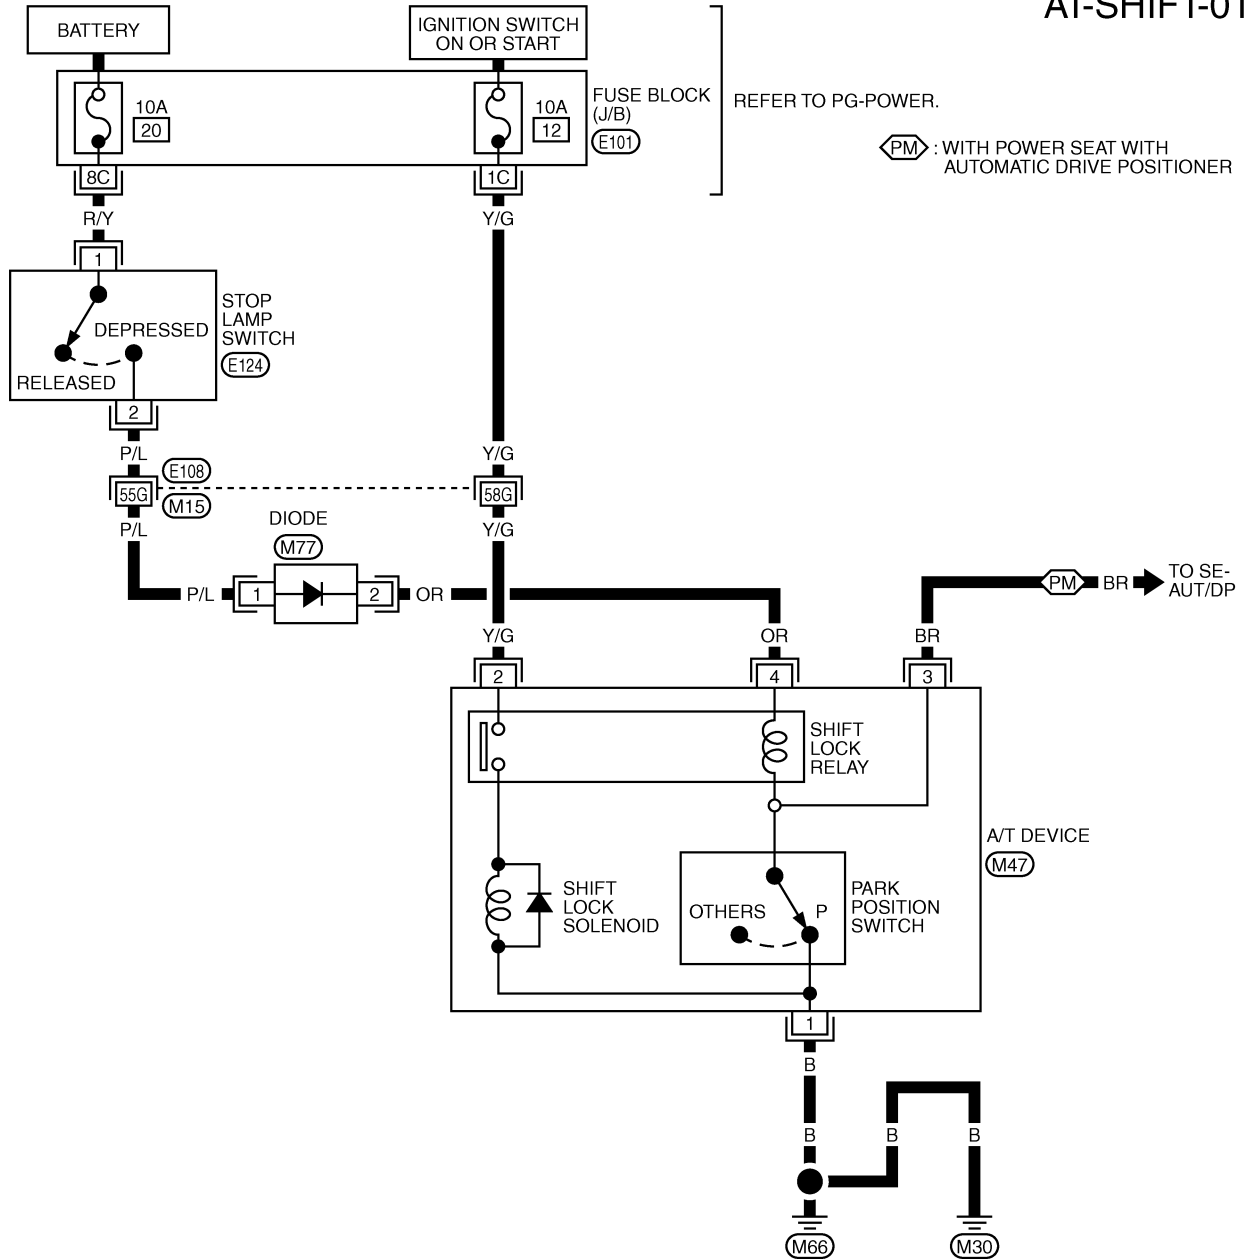 AT-SHIFT-01
BATTERY
IGNITION SWITCH
ON OR START
10A
20
10A
12
FUSE BLOCK
(J/B)
E101
REFER TO PG-POWER.
PM : WITH POWER SEAT WITH
AUTOMATIC DRIVE POSITIONER
8C
1C
R/Y
Y/G
1
STOP
LAMP
SWITCH
E124
DEPRESSED
RELEASED
2
P/L
Y/G
E108
55G
58G
M15
P/L
Y/G
DIODE
M77
P/L
1
2
OR
PM
BR
TO SE-
AUT/DP
Y/G
OR
BR
2
4
3
SHIFT
LOCK
RELAY
A/T DEVICE
M47
SHIFT
LOCK
SOLENOID
OTHERS
P
PARK
POSITION
SWITCH
1
B
B
B
B
M66
M30